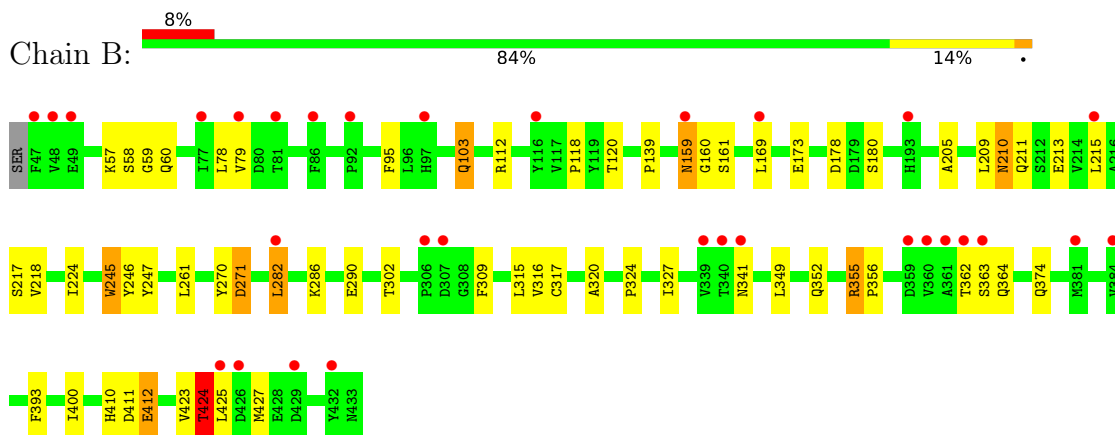 8%
Chain B:
84% 14% •
SER F47 V48 E49 K57 S58 G59 Q60 I77 L78 V79 D80 T81 F86 P92 F95 L96 H97 Q103 R112 Y116 V117 P118 Y119 T120 P139 N159 G160 S161 L169 E173 D178 D179 S180 H193 A205 L209 N210 Q211 S212 E213 V214 L215 A216
S217 V218 I224 W245 Y246 Y247 L261 Y270 D271 L282 K286 E290 T302 P306 D307 G308 F309 L315 V316 C317 A320 P324 I327 V339 T340 N341 L349 Q352 R355 P356 D359 V360 A361 T362 S363 Q364 Q374 M381 V384
F393 I400 H410 D411 E412 V423 T424 L425 D426 M427 E428 D429 Y432 N433